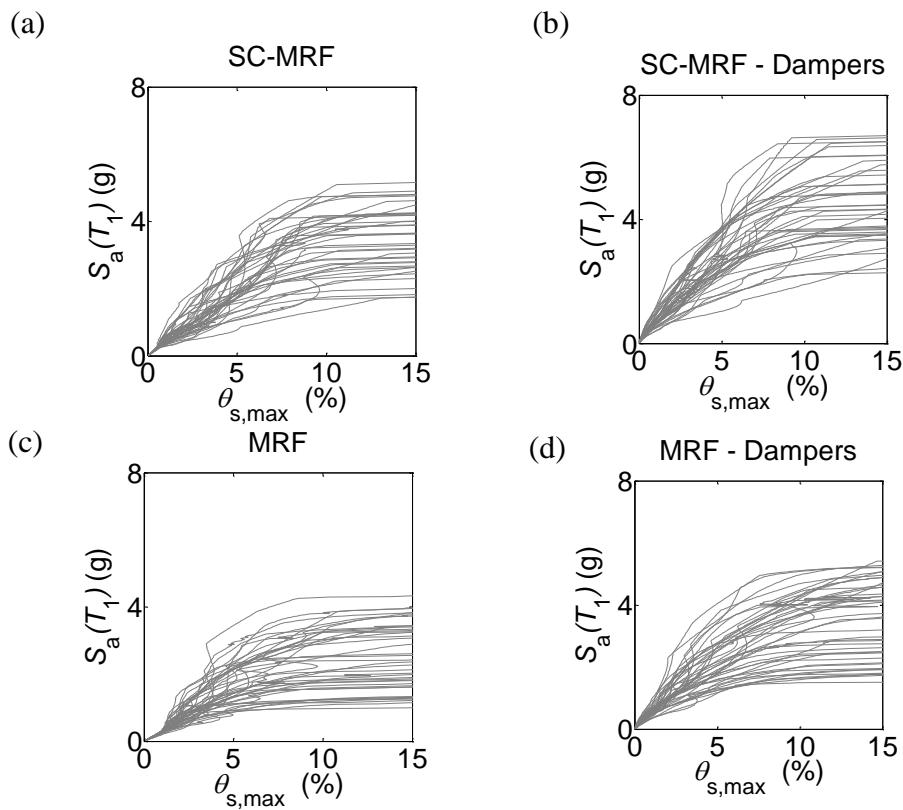 (a)
SC-MRF
8
4
0
S_a(T_1) (g)
0 5 10 15
θ_s,max (%)
(b)
SC-MRF - Dampers
8
4
0
S_a(T_1) (g)
0 5 10 15
θ_s,max (%)
(c)
MRF
8
4
0
S_a(T_1) (g)
0 5 10 15
θ_s,max (%)
(d)
MRF - Dampers
8
4
0
S_a(T_1) (g)
0 5 10 15
θ_s,max (%)